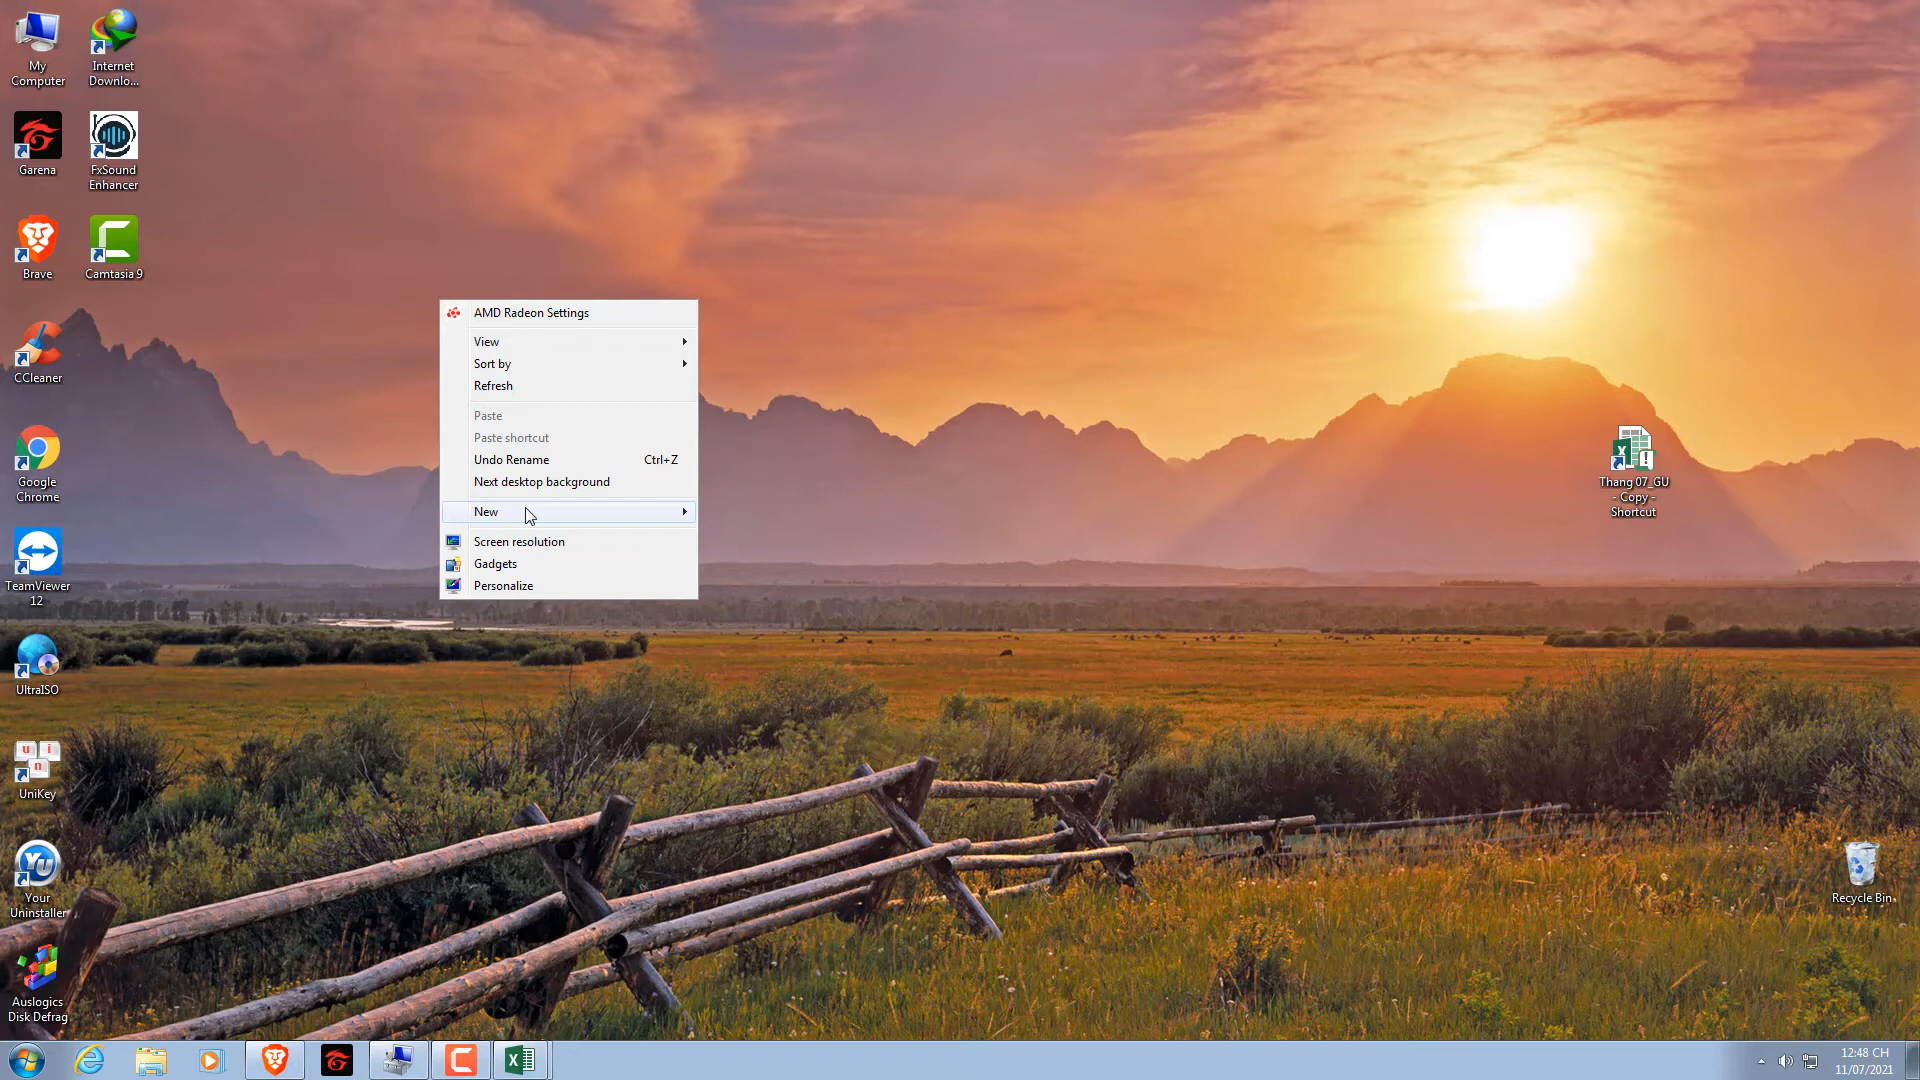 My
Computer
Internet
Downlo...
Garena
FxSound
Enhancer
Brave
Camtasia 9
CCleaner
Google
Chrome
TeamViewer
12
UltraISO
u i
n
UniKey
Yu
Your
Uninstaller
Auslogics
Disk Defrag
AMD Radeon Settings
View
Sort by
Refresh
Paste
Paste shortcut
Undo Rename Ctrl+Z
Next desktop background
New
Screen resolution
Gadgets
Personalize
Thang 07_GU
- Copy -
Shortcut
Recycle Bin
12:48 CH
11/07/2021